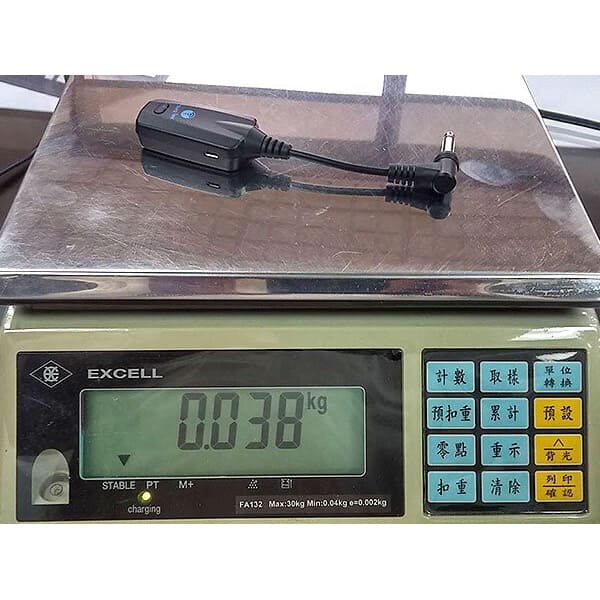 EXCELL
0.038 kg
STABLE PT M+
charging
FA132 Max:30kg Min:0.04kg e=0.002kg
計數 取樣 單位轉換
預扣重 累計 預設
零點 重示 背光
扣重 清除 列印確認